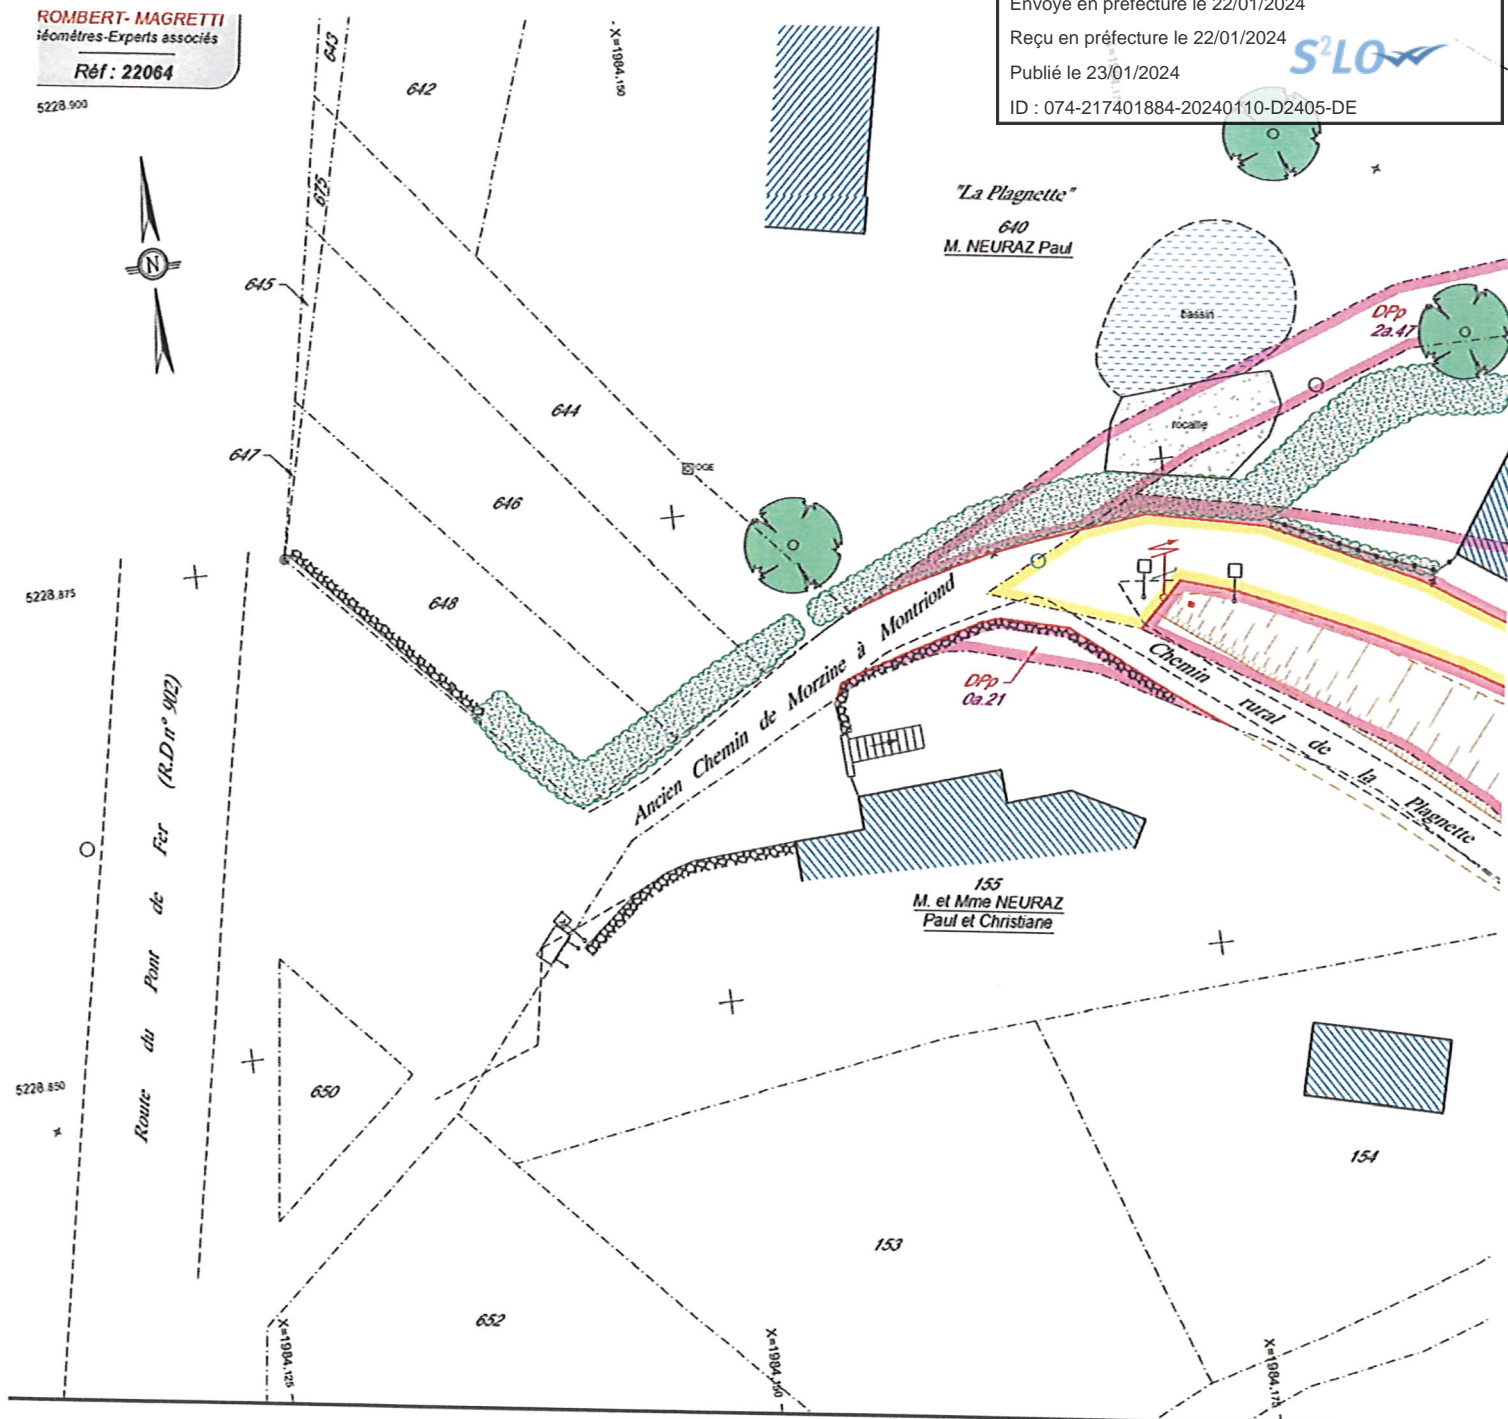 ROMBERT- MAGRETTI
Géomètres-Experts associés
Réf : 22064
Envoyé en préfecture le 22/01/2024
Reçu en préfecture le 22/01/2024
Publié le 23/01/2024
ID : 074-217401884-20240110-D2405-DE
S²LO
5228.900
643
642
X=1984.150
675
N
"La Plagnette"
640
M. NEURAZ Paul
645
bassin
DPp
2a.47
644
rocaille
647
OGE
646
5228.875
648
Ancien Chemin de Morzine à Montriond
DPp
0a.21
Chemin rural de la Plagnette
Route du Pont de Fer (R.D n° 902)
155
M. et Mme NEURAZ
Paul et Christiane
5228.850
650
154
153
652
X=1984.125
X=1984.150
X=1984.175